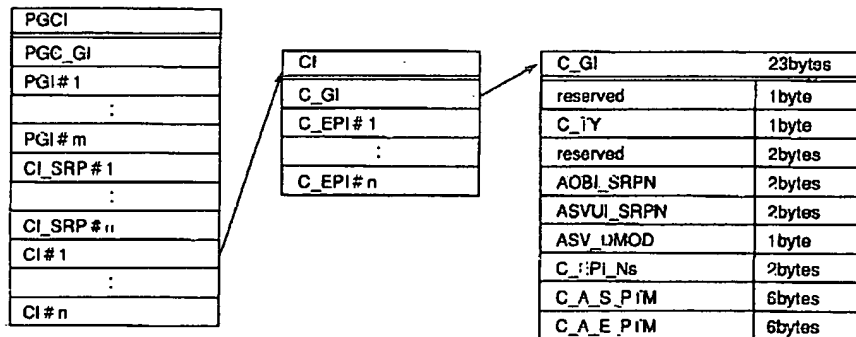 PGCI
PGC_GI
PGI#1
:
PGI#m
CI_SRP#1
:
CI_SRP#n
CI#1
:
CI#n
CI
C_GI
C_EPI#1
:
C_EPI#n
C_GI 23bytes
reserved 1byte
C_TY 1byte
reserved 2bytes
AOBI_SRPN 2bytes
ASVUI_SRPN 2bytes
ASV_DMOD 1byte
C_EPI_Ns 2bytes
C_A_S_PTM 6bytes
C_A_E_PTM 6bytes